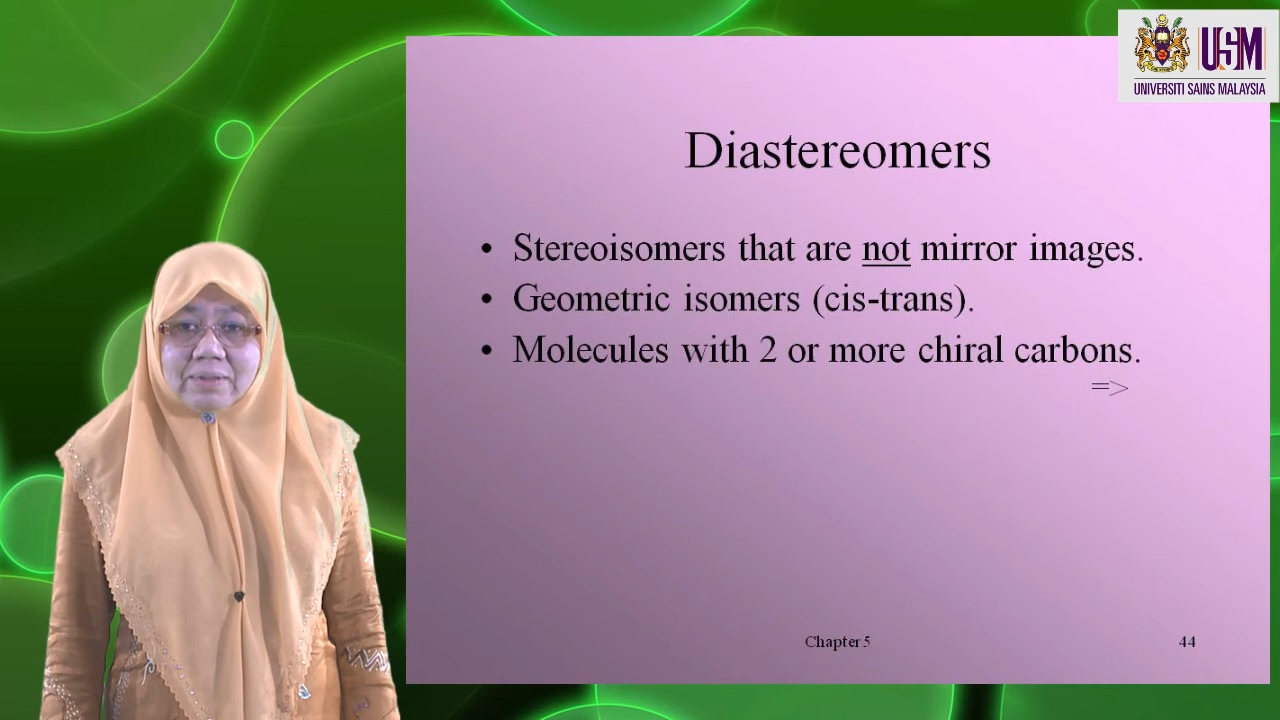 USM
UNIVERSITI SAINS MALAYSIA
Diastereomers
• Stereoisomers that are not mirror images.
• Geometric isomers (cis-trans).
• Molecules with 2 or more chiral carbons.
=>
Chapter 5
44